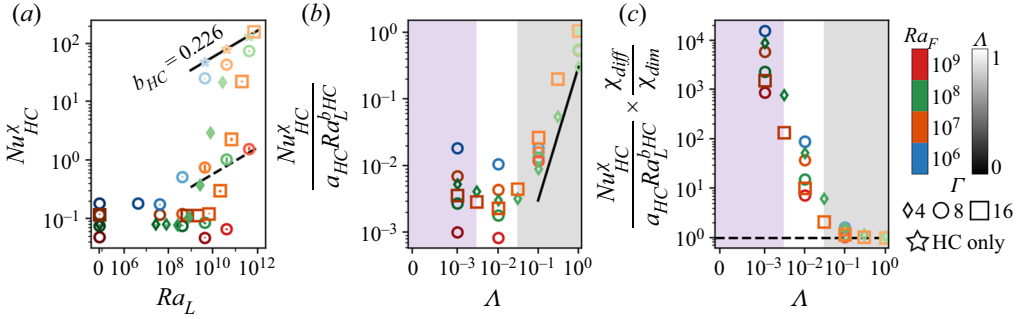 (a)
Nu^χ_HC
10²
10¹
10⁰
10⁻¹
b_HC = 0.226
0 10⁶ 10⁸ 10¹⁰ 10¹²
Ra_L
(b)
Nu^χ_HC
a_HC Ra_L^{b_HC}
10⁰
10⁻¹
10⁻²
10⁻³
0 10⁻³ 10⁻² 10⁻¹ 10⁰
Λ
(c)
Nu^χ_HC / a_HC Ra_L^{b_HC} × χ_diff / χ_dim
10⁴
10³
10²
10¹
10⁰
0 10⁻³ 10⁻² 10⁻¹ 10⁰
Λ
Ra_F Λ
10⁹ 1
10⁸
10⁷
10⁶ 0
Γ
4 8 16
HC only